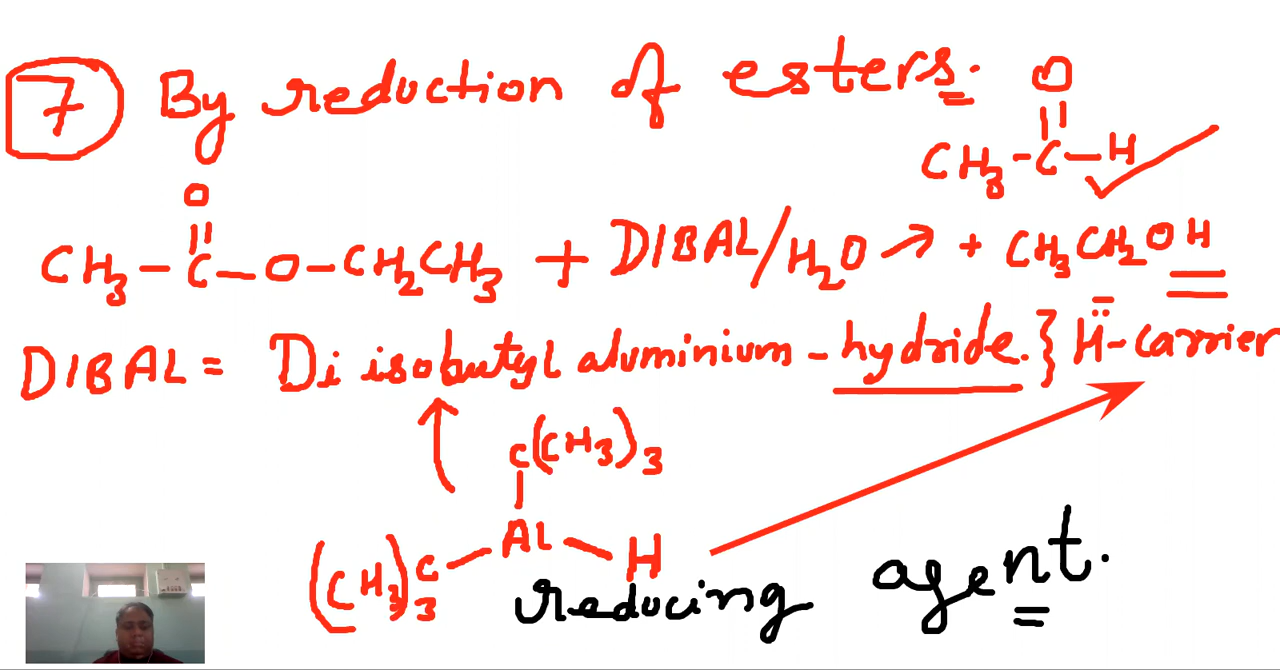 7 By reduction of esters.
O
CH3-C-H
O
CH3-C-O-CH2CH3 + DIBAL/H2O → + CH3CH2OH
DIBAL = Di isobutyl aluminium - hydride. } H̄-carrier
C(CH3)3
(CH3)3C-Al-H
reducing agent.